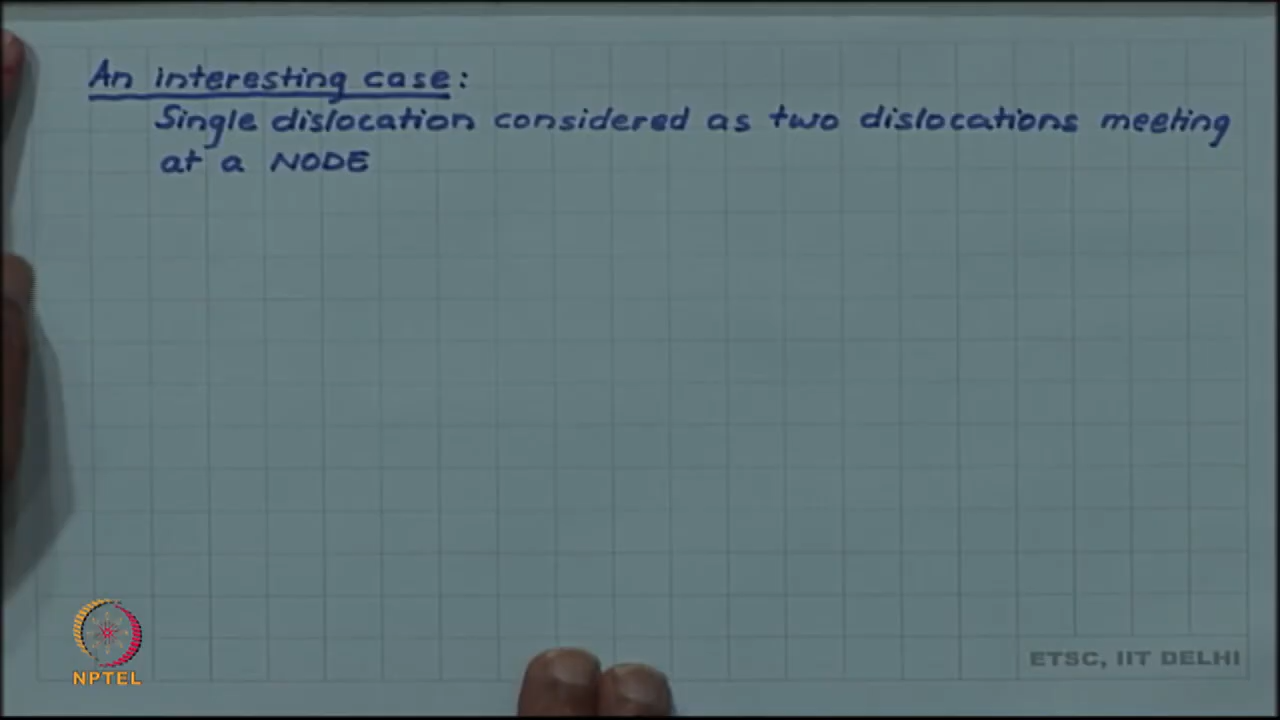 An interesting case:
Single dislocation considered as two dislocations meeting
at a NODE
NPTEL
ETSC, IIT DELHI